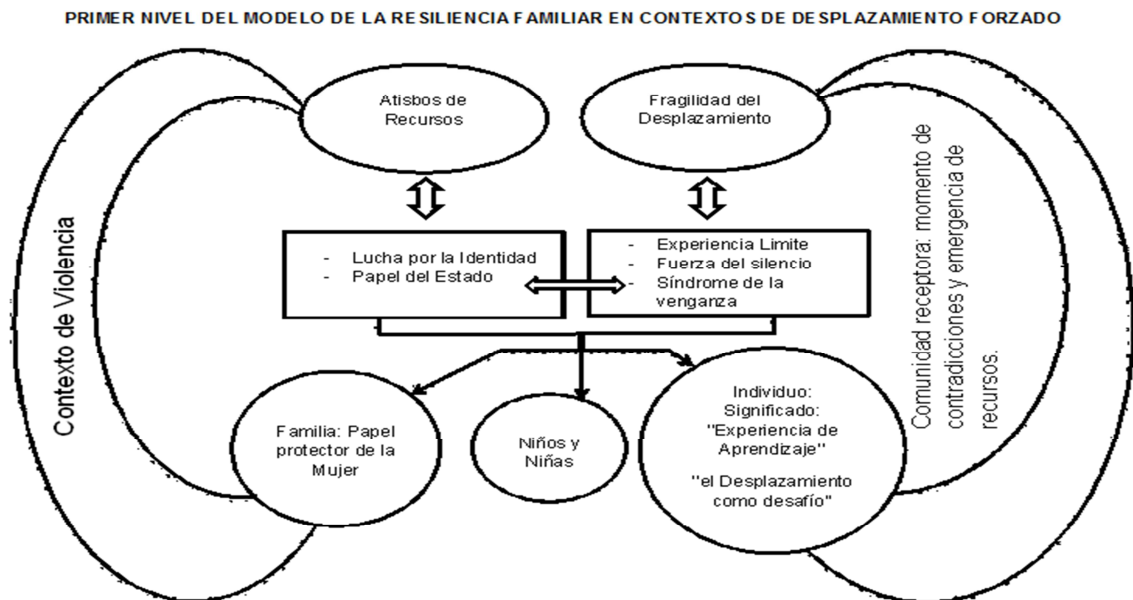 PRIMER NIVEL DEL MODELO DE LA RESILIENCIA FAMILIAR EN CONTEXTOS DE DESPLAZAMIENTO FORZADO
Atisbos de
Recursos
Fragilidad del
Desplazamiento
Contexto de Violencia
- Lucha por la Identidad
- Papel del Estado
- Experiencia Limite
- Fuerza del silencio
- Síndrome de la
venganza
Comunidad receptora: momento de
contradicciones y emergencia de
recursos.
Familia: Papel
protector de la
Mujer
Niños y
Niñas
Individuo:
Significado:
"Experiencia de
Aprendizaje"
"el Desplazamiento
como desafío"